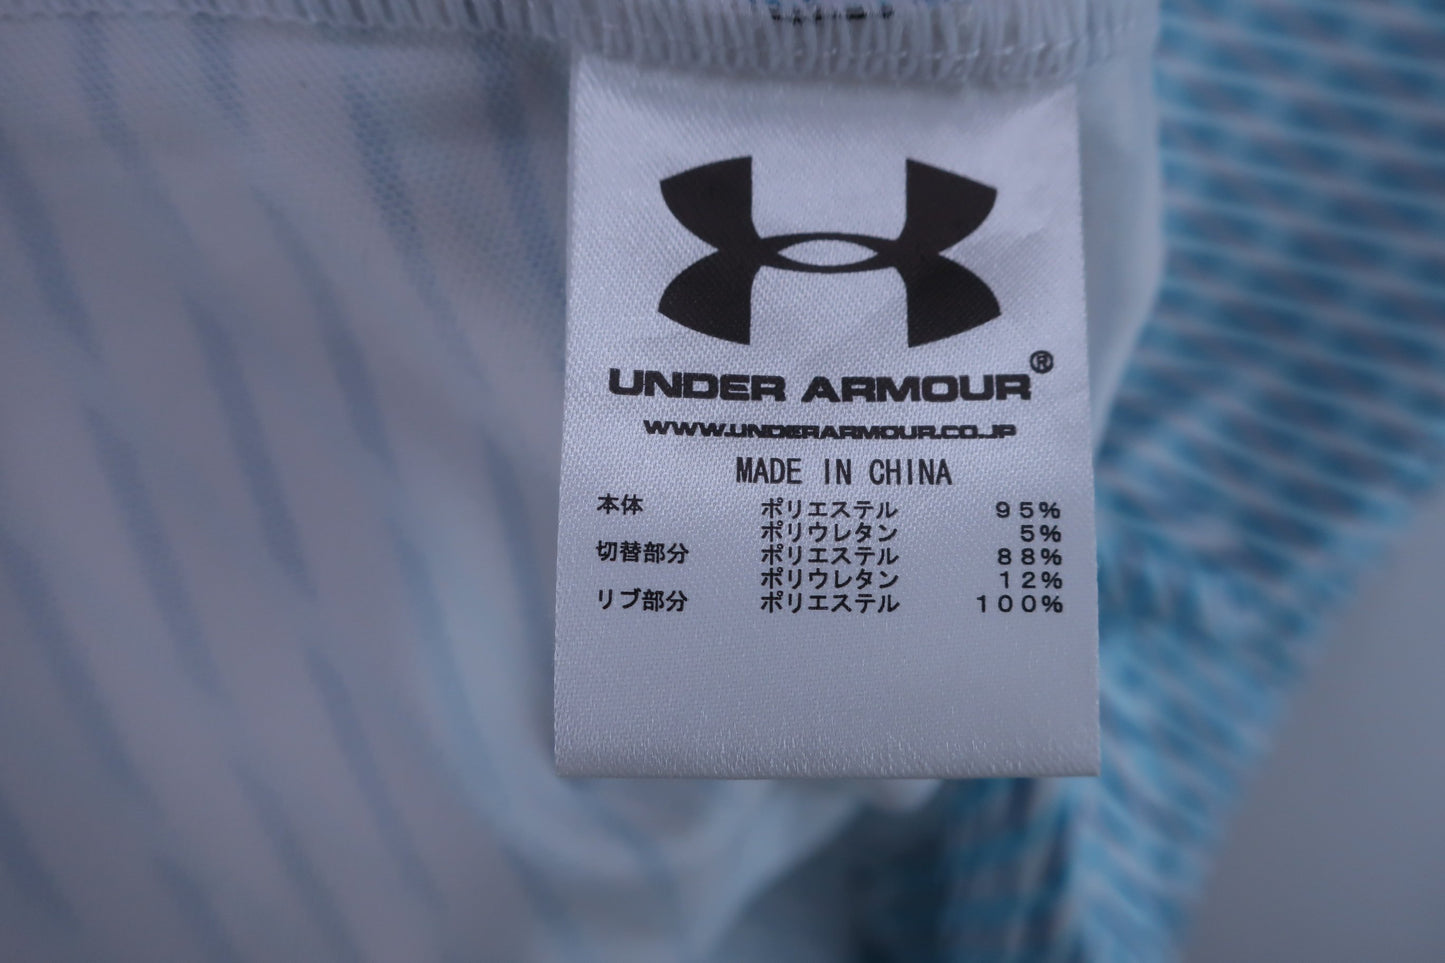 UNDER ARMOUR®
WWW.UNDERARMOUR.CO.JP
MADE IN CHINA
本体 ポリエステル 95%
ポリウレタン 5%
切替部分 ポリエステル 88%
ポリウレタン 12%
リブ部分 ポリエステル 100%